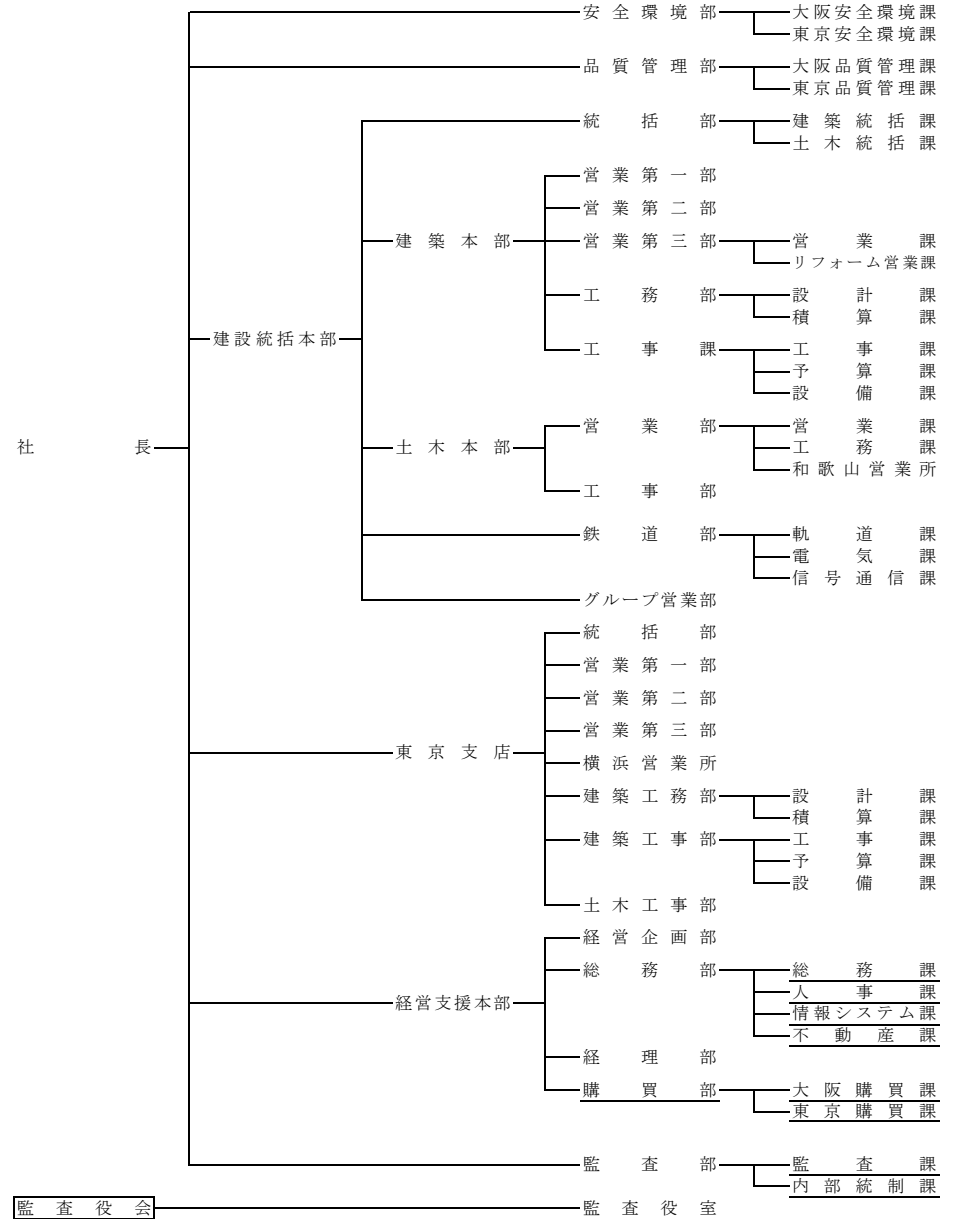 安全環境部 大阪安全環境課
東京安全環境課
品質管理部 大阪品質管理課
東京品質管理課
統括部 建築統括課
土木統括課
営業第一部
営業第二部
建築本部 営業第三部 営業課
リフォーム営業課
工務部 設計課
積算課
建設統括本部
工事課 工事課
予算課
設備課
営業部 営業課
社長 土木本部 工務課
和歌山営業所
工事部
鉄道部 軌道課
電気課
信号通信課
グループ営業部
統括部
営業第一部
営業第二部
営業第三部
東京支店
横浜営業所
建築工務部 設計課
積算課
建築工事部 工事課
予算課
設備課
土木工事部
経営企画部
総務部 総務課
人事課
経営支援本部
情報システム課
不動産課
経理部
購買部 大阪購買課
東京購買課
監査部 監査課
内部統制課
監査役会 監査役室